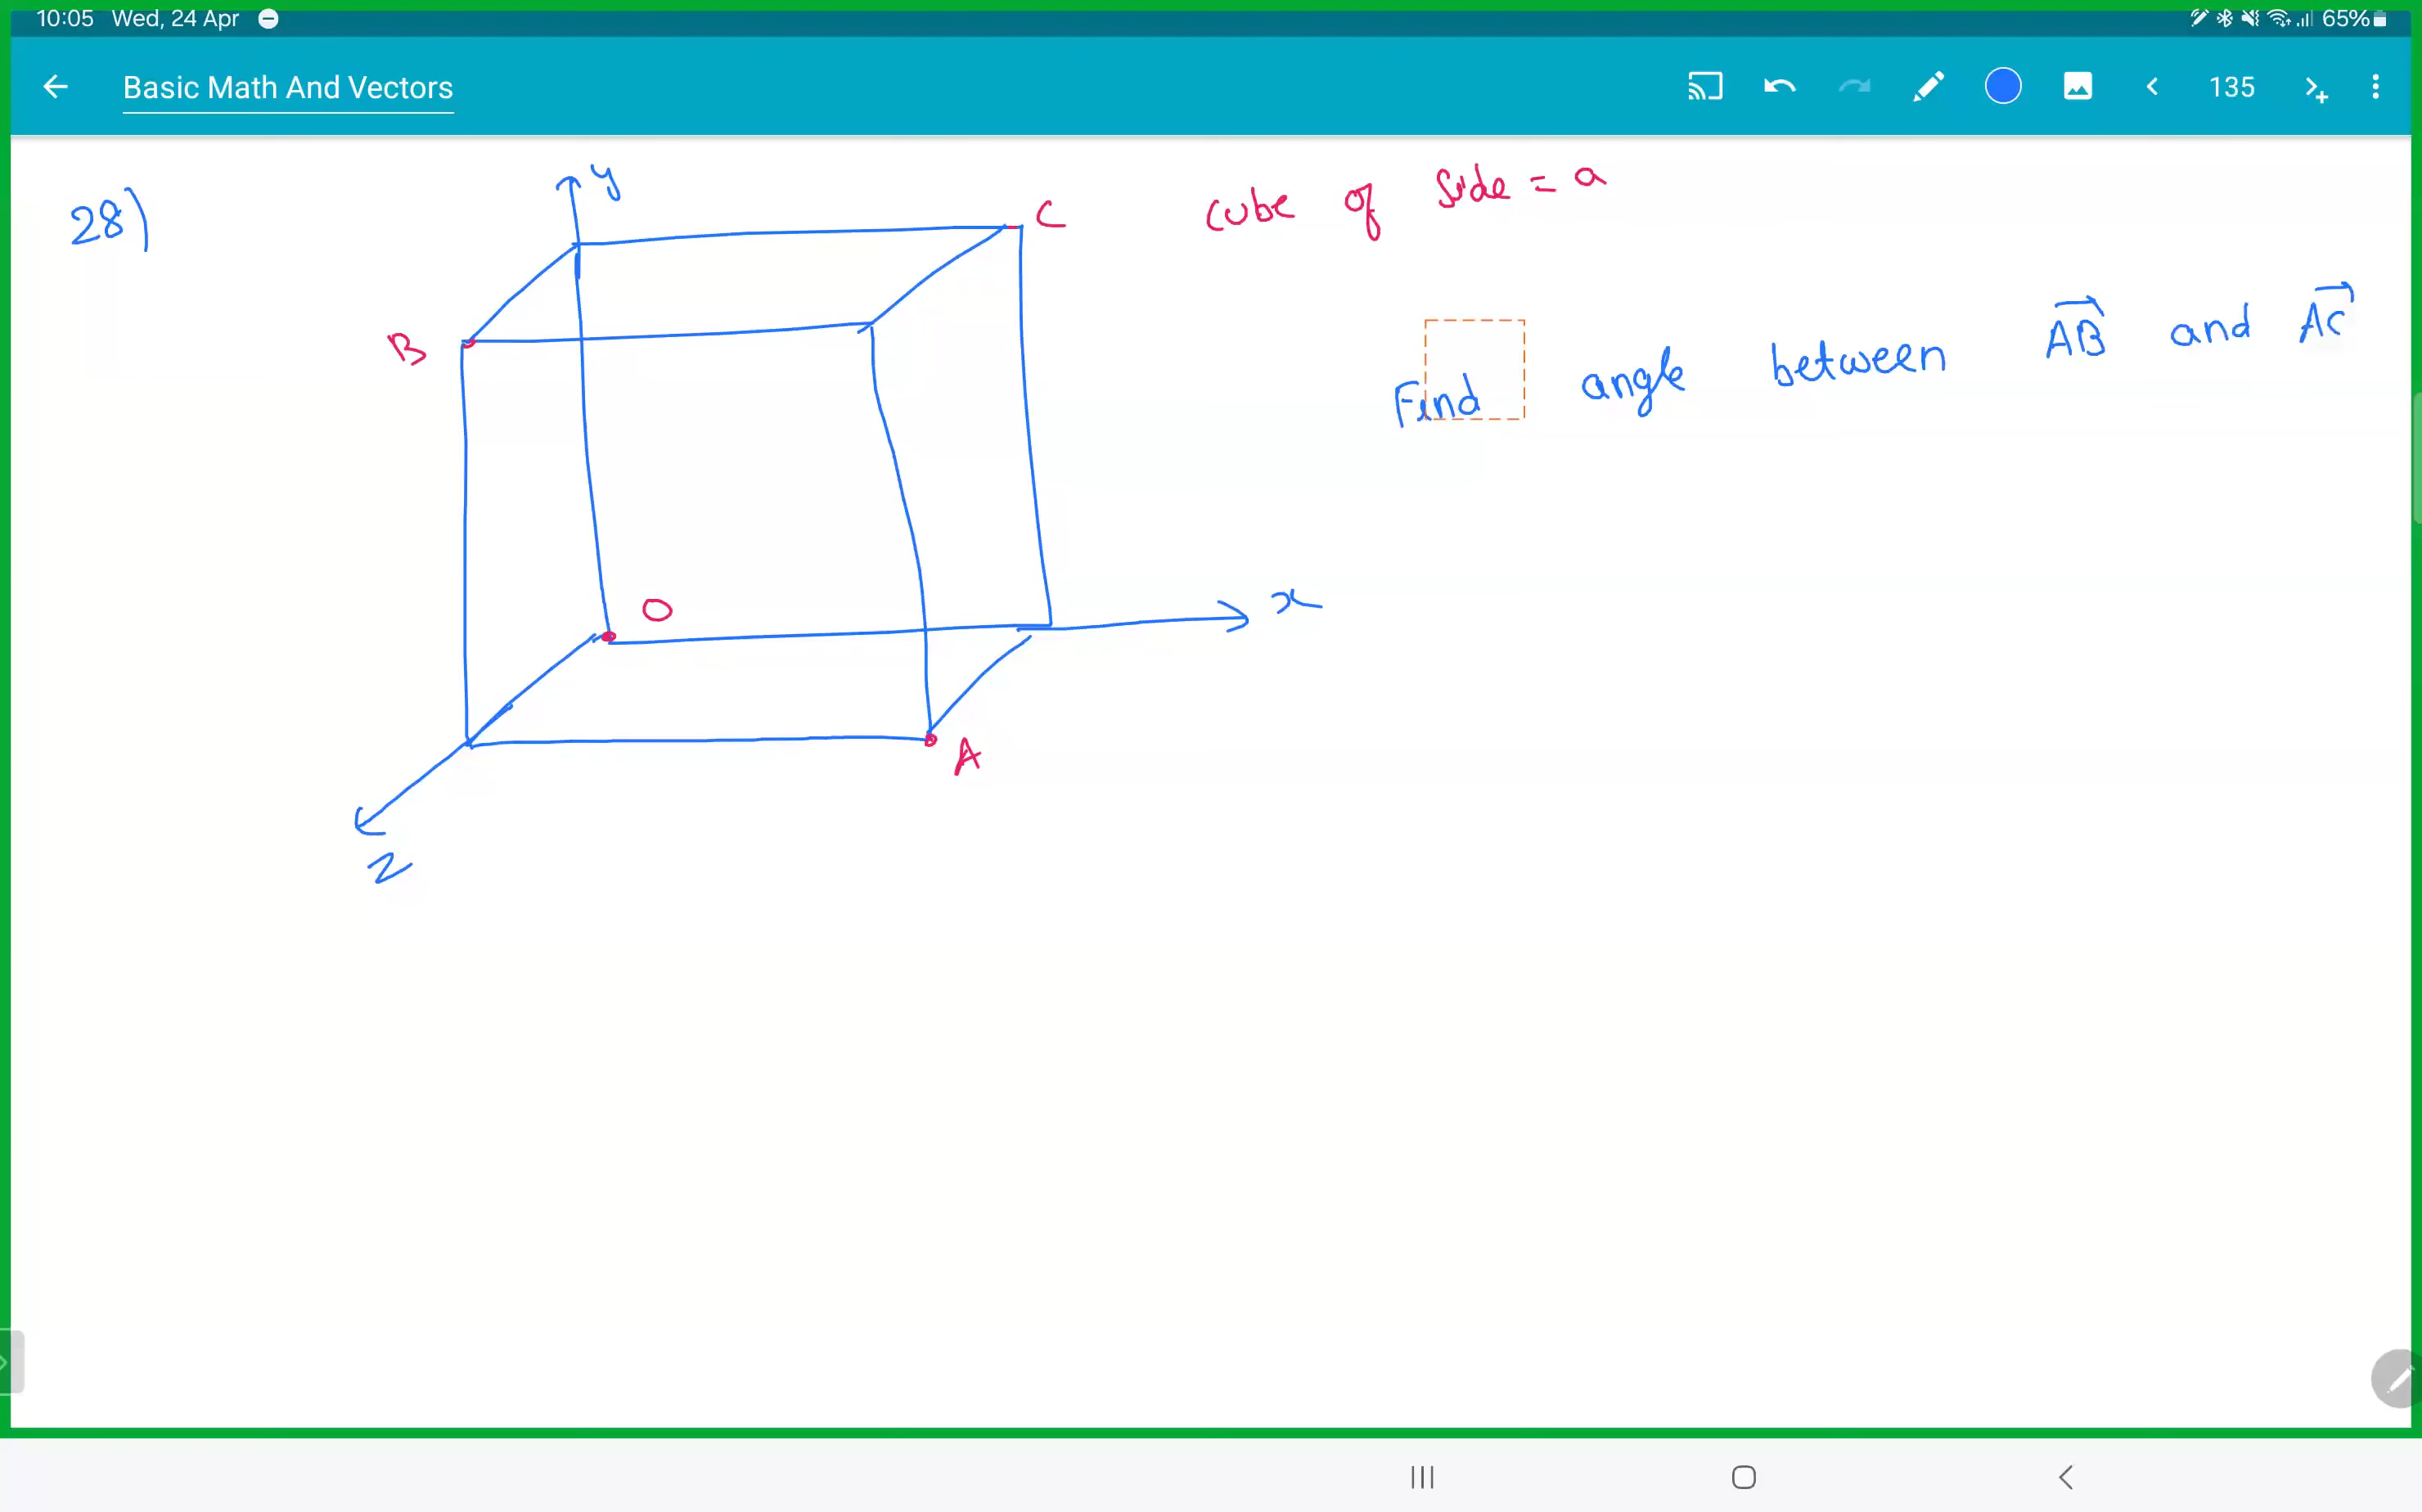 10:05 Wed, 24 Apr 65%
Basic Math And Vectors 135
28)
y
C
cube of side = a
B
Find angle between AB and AC
O
x
A
Z